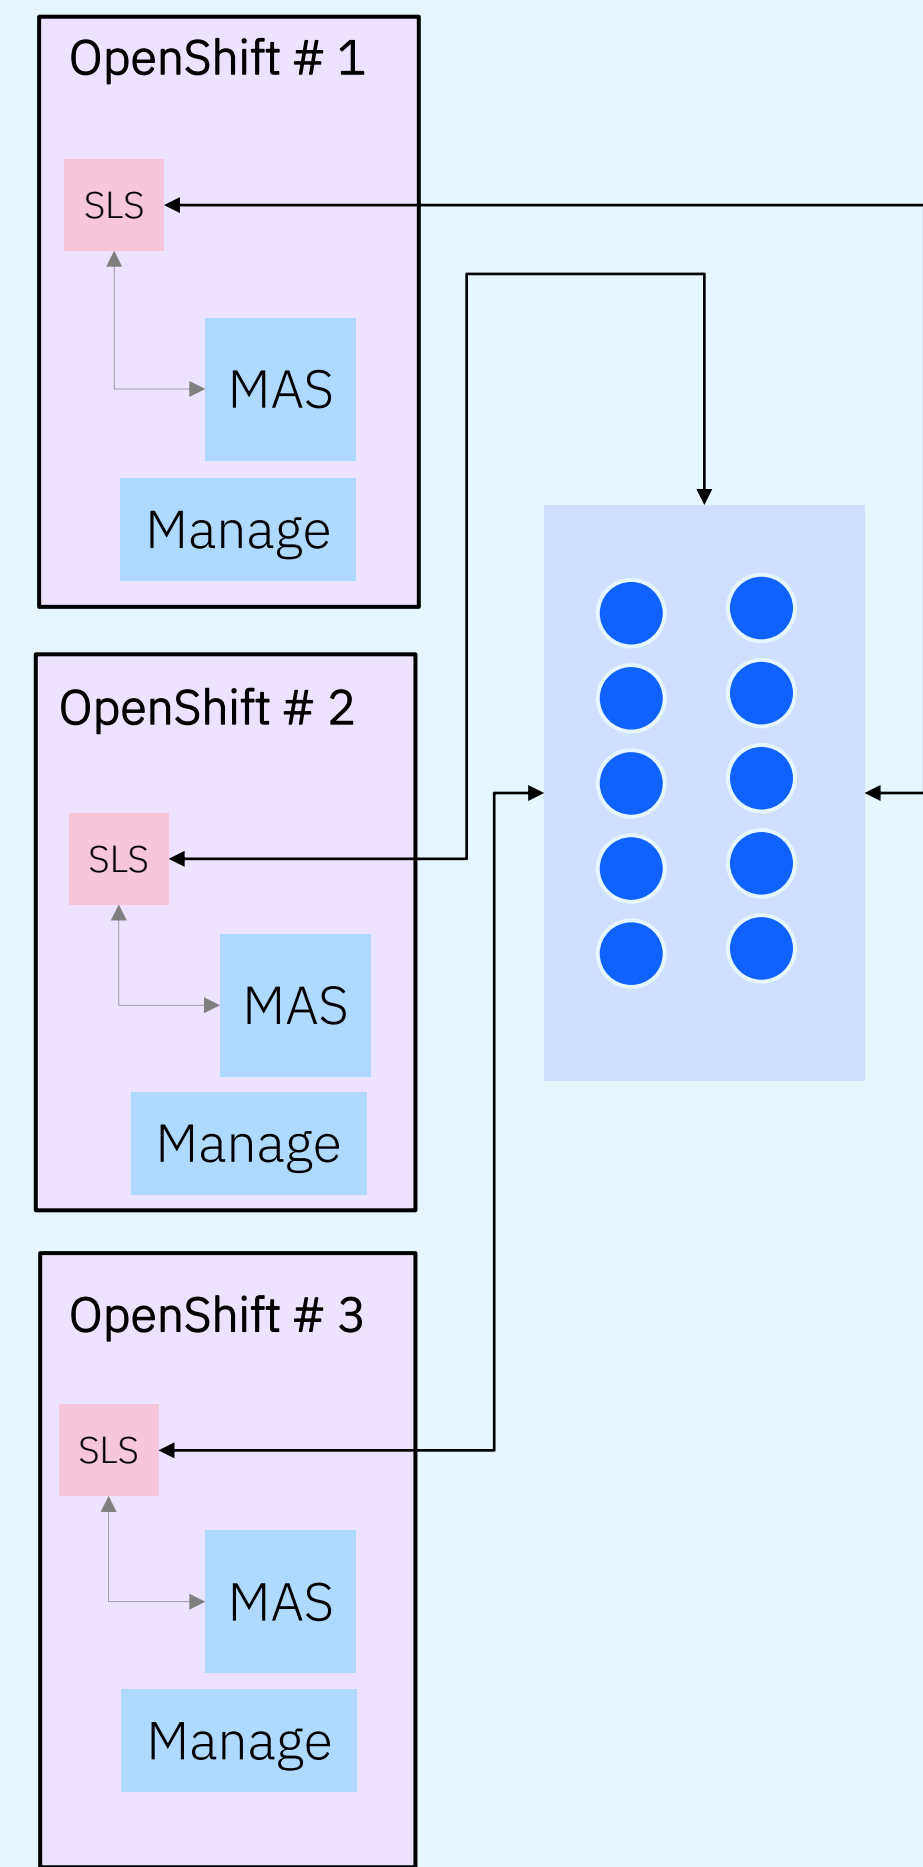 OpenShift # 1
SLS
MAS
Manage
OpenShift # 2
SLS
MAS
Manage
OpenShift # 3
SLS
MAS
Manage